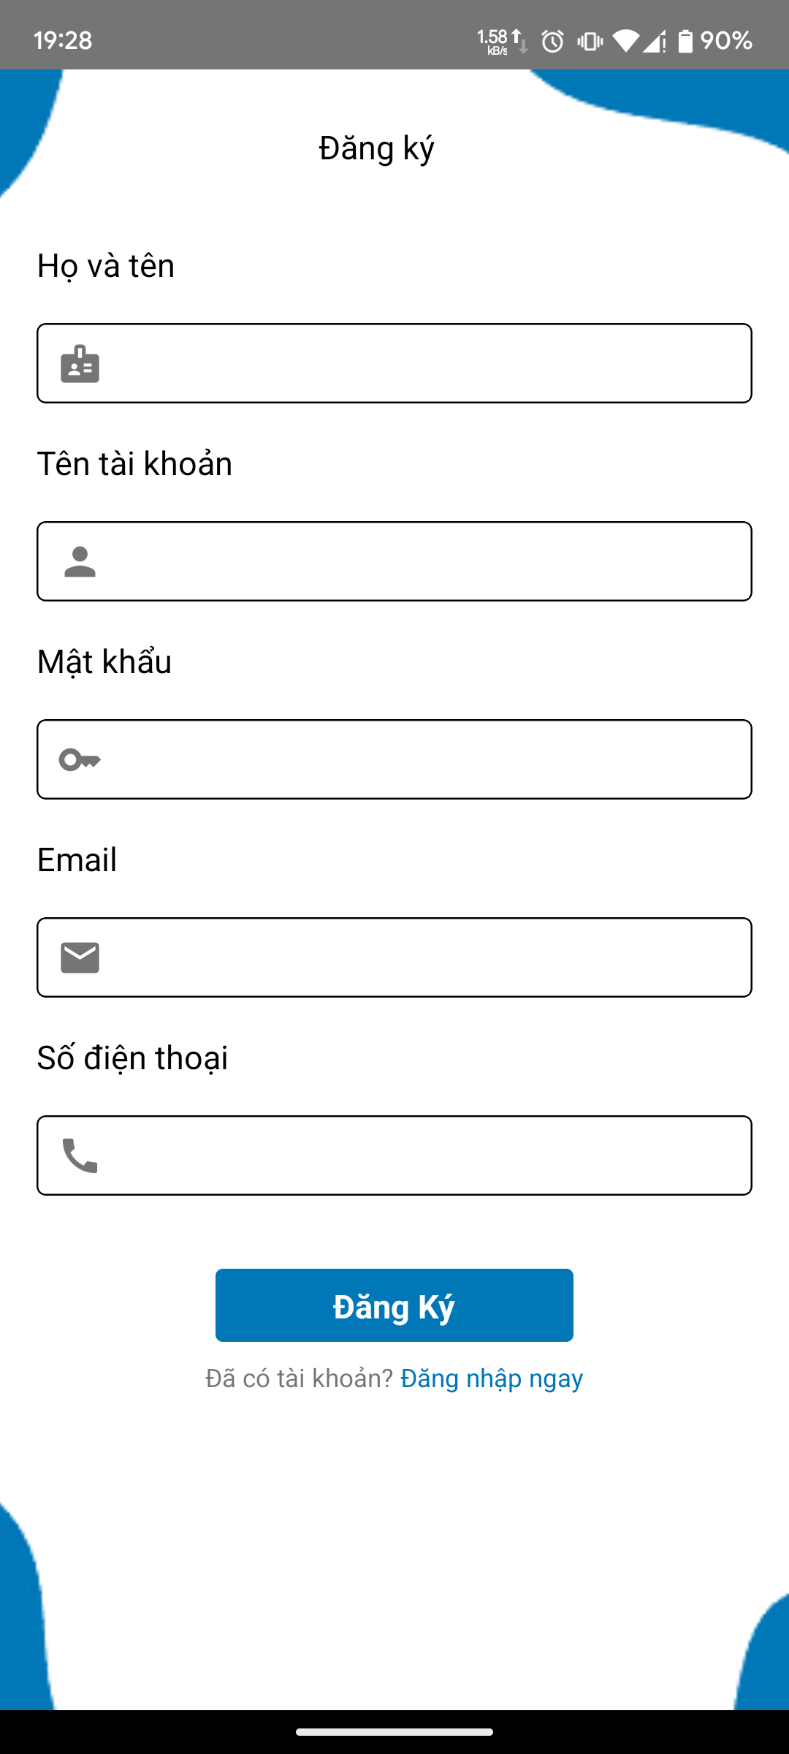 19:28
1.58
kB/s
90%
Đăng ký
Họ và tên
Tên tài khoản
Mật khẩu
Email
Số điện thoại
Đăng Ký
Đã có tài khoản? Đăng nhập ngay